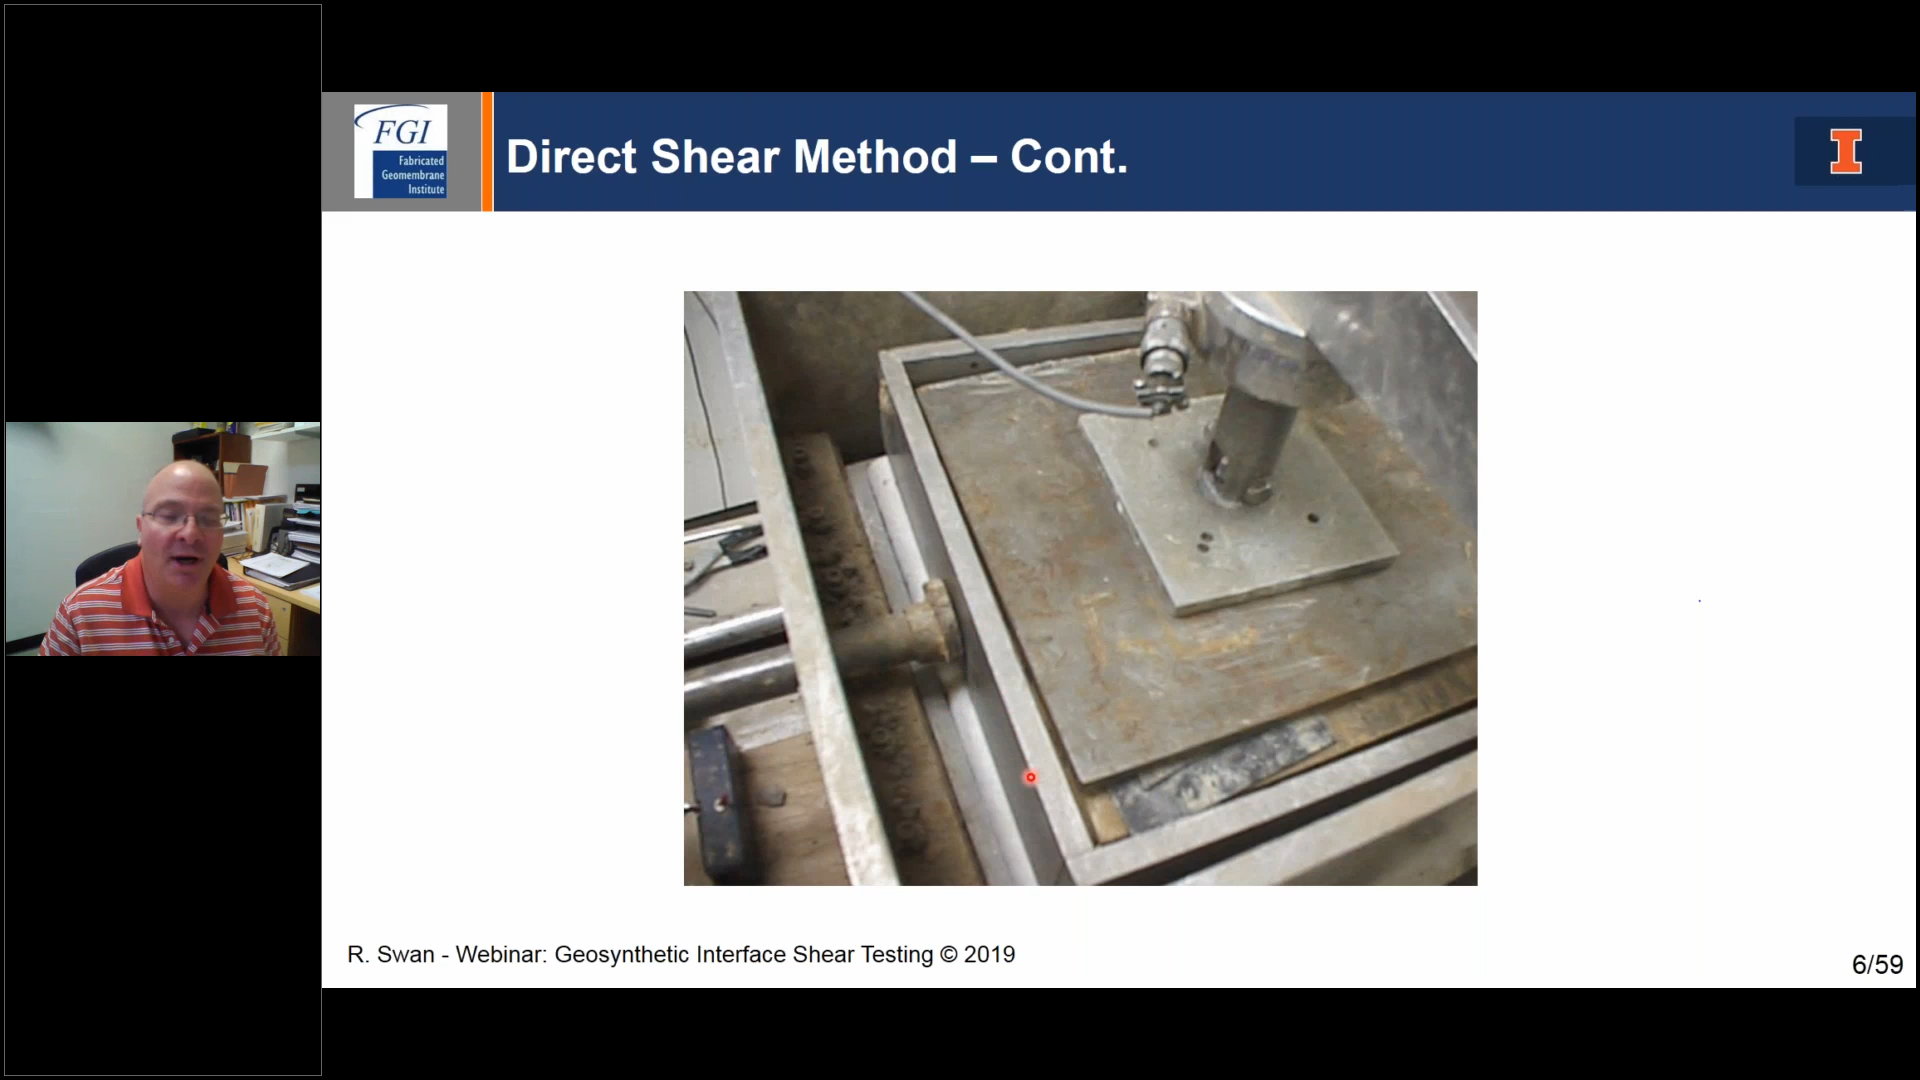 FGI
Fabricated
Geomembrane
Institute
Direct Shear Method – Cont.
I
R. Swan - Webinar: Geosynthetic Interface Shear Testing © 2019
6/59